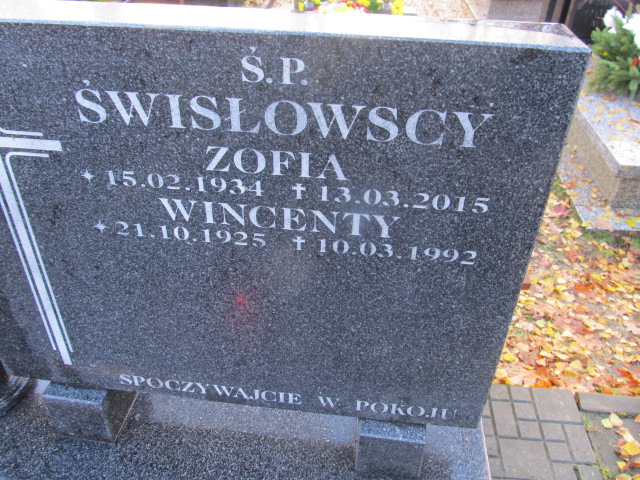 Ś.P.
ŚWISŁOWSCY
ZOFIA
★15.02.1934 ✝13.03.2015
WINCENTY
★21.10.1925 ✝10.03.1992
SPOCZYWAJCIE W POKOJU